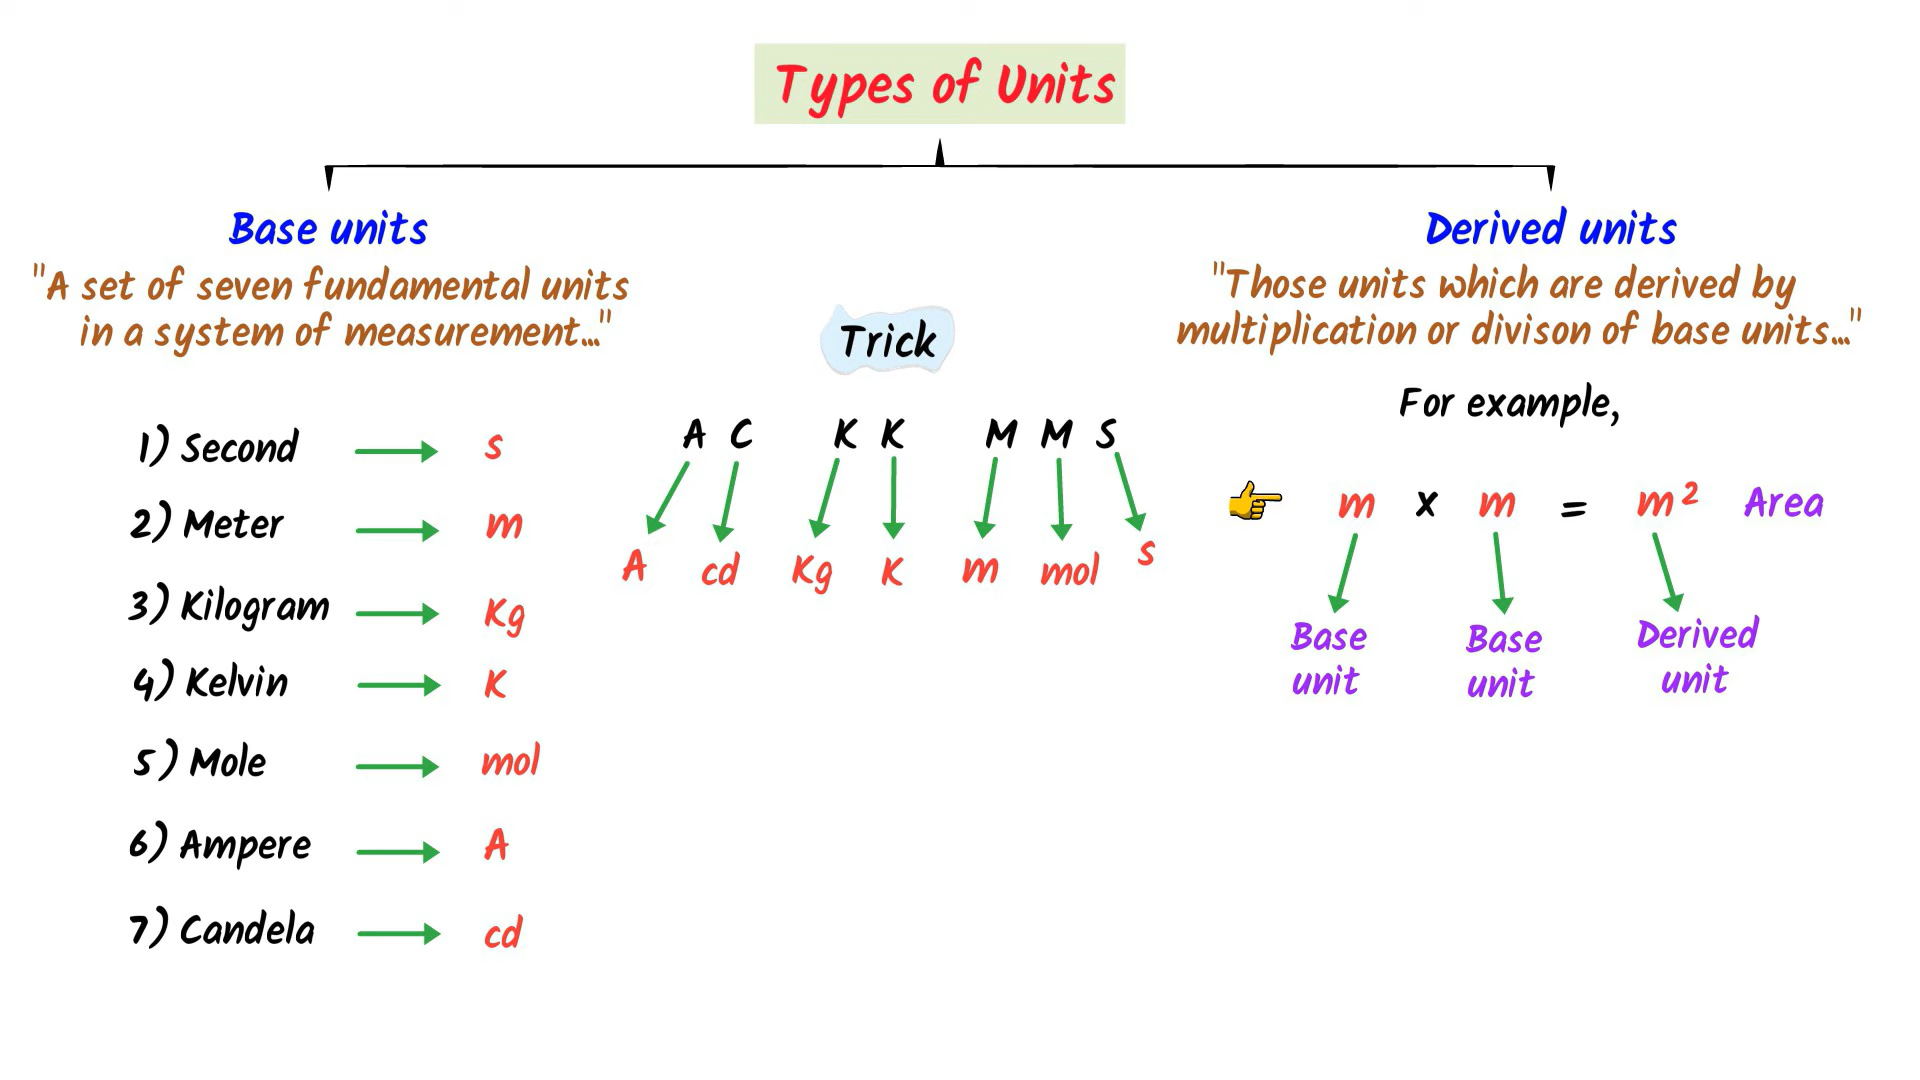 Types of Units
Base units
"A set of seven fundamental units
in a system of measurement..."
1) Second s
2) Meter m
3) Kilogram Kg
4) Kelvin K
5) Mole mol
6) Ampere A
7) Candela cd
Trick
A C K K M M S
A cd Kg K m mol s
Derived units
"Those units which are derived by
multiplication or divison of base units..."
For example,
m x m = m² Area
Base unit
Base unit
Derived unit